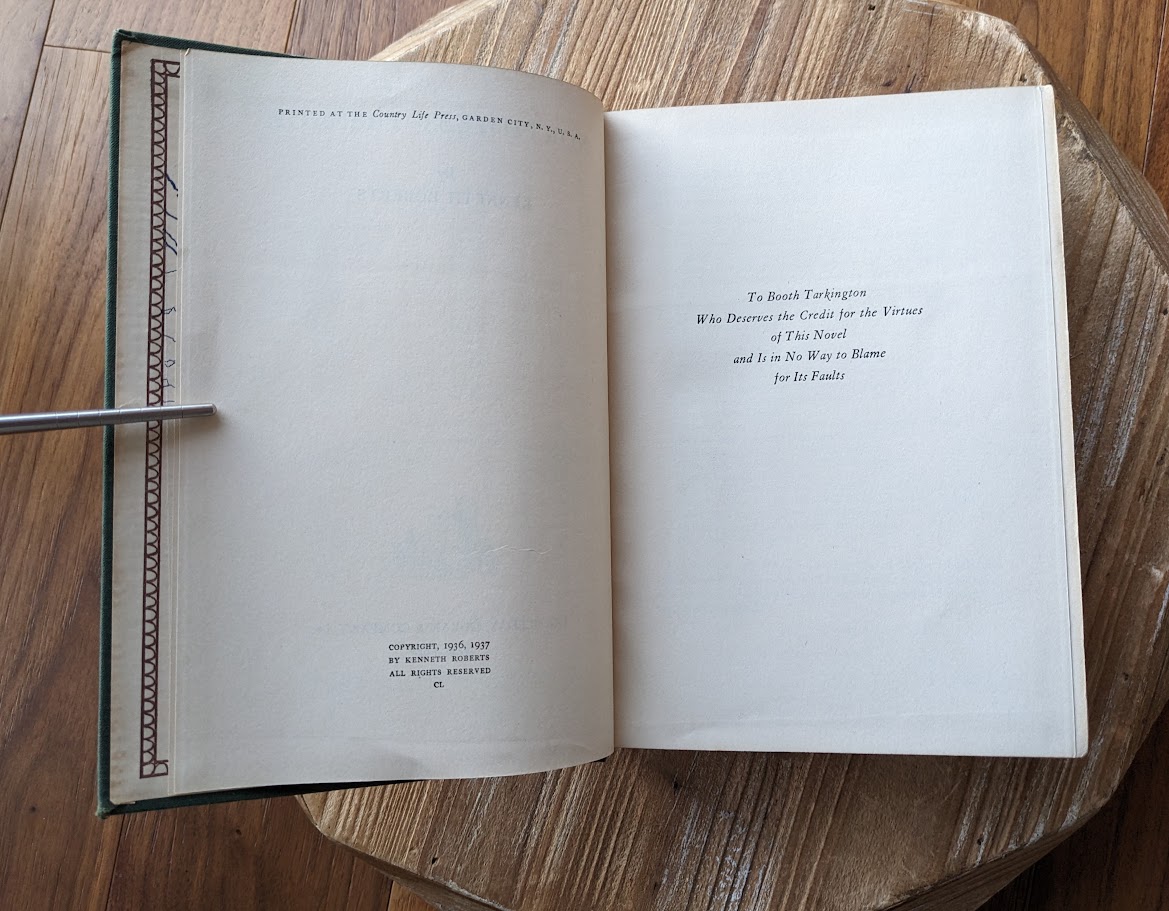 PRINTED AT THE Country Life Press, GARDEN CITY, N. Y., U. S. A.
COPYRIGHT, 1936, 1937
BY KENNETH ROBERTS
ALL RIGHTS RESERVED
CL
To Booth Tarkington
Who Deserves the Credit for the Virtues
of This Novel
and Is in No Way to Blame
for Its Faults